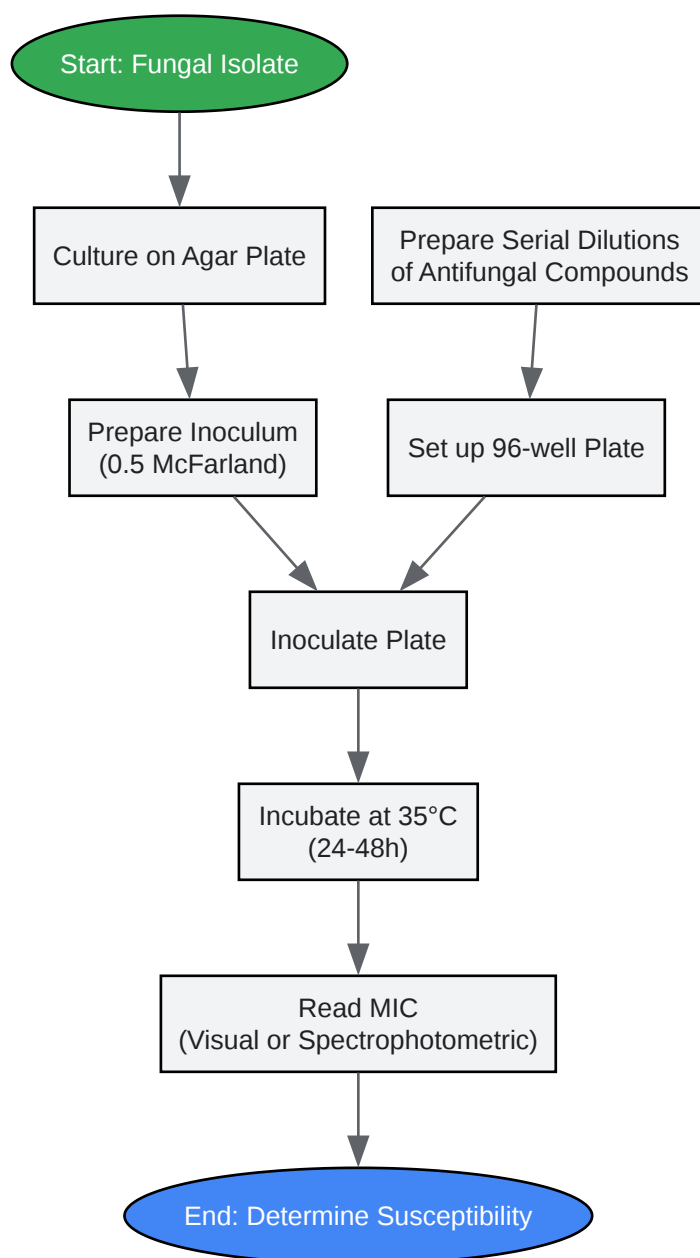 Start: Fungal Isolate
Culture on Agar Plate
Prepare Serial Dilutions
of Antifungal Compounds
Prepare Inoculum
(0.5 McFarland)
Set up 96-well Plate
Inoculate Plate
Incubate at 35°C
(24-48h)
Read MIC
(Visual or Spectrophotometric)
End: Determine Susceptibility